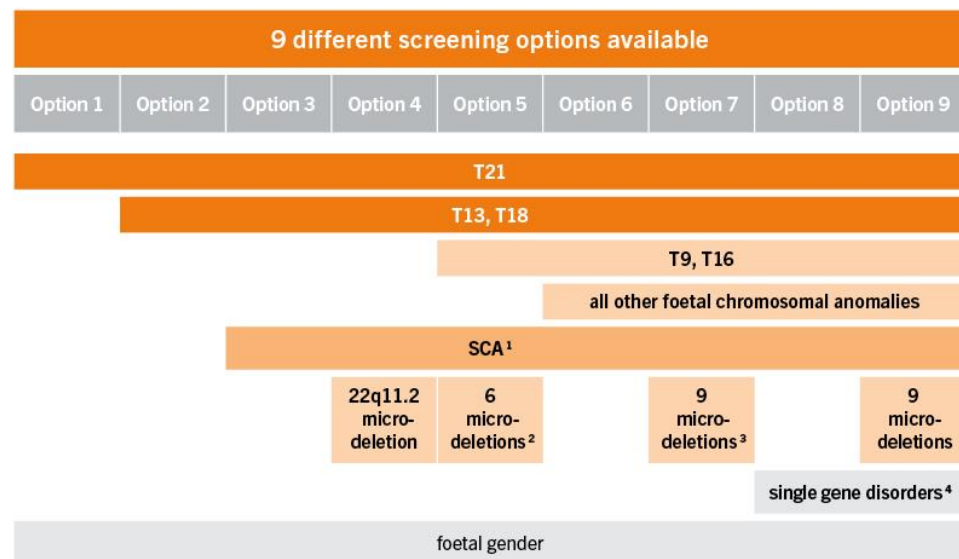 9 different screening options available
Option 1 Option 2 Option 3 Option 4 Option 5 Option 6 Option 7 Option 8 Option 9
T21
T13, T18
T9, T16
all other foetal chromosomal anomalies
SCA¹
22q11.2
micro-
deletion
6
micro-
deletions²
9
micro-
deletions³
9
micro-
deletions
single gene disorders⁴
foetal gender